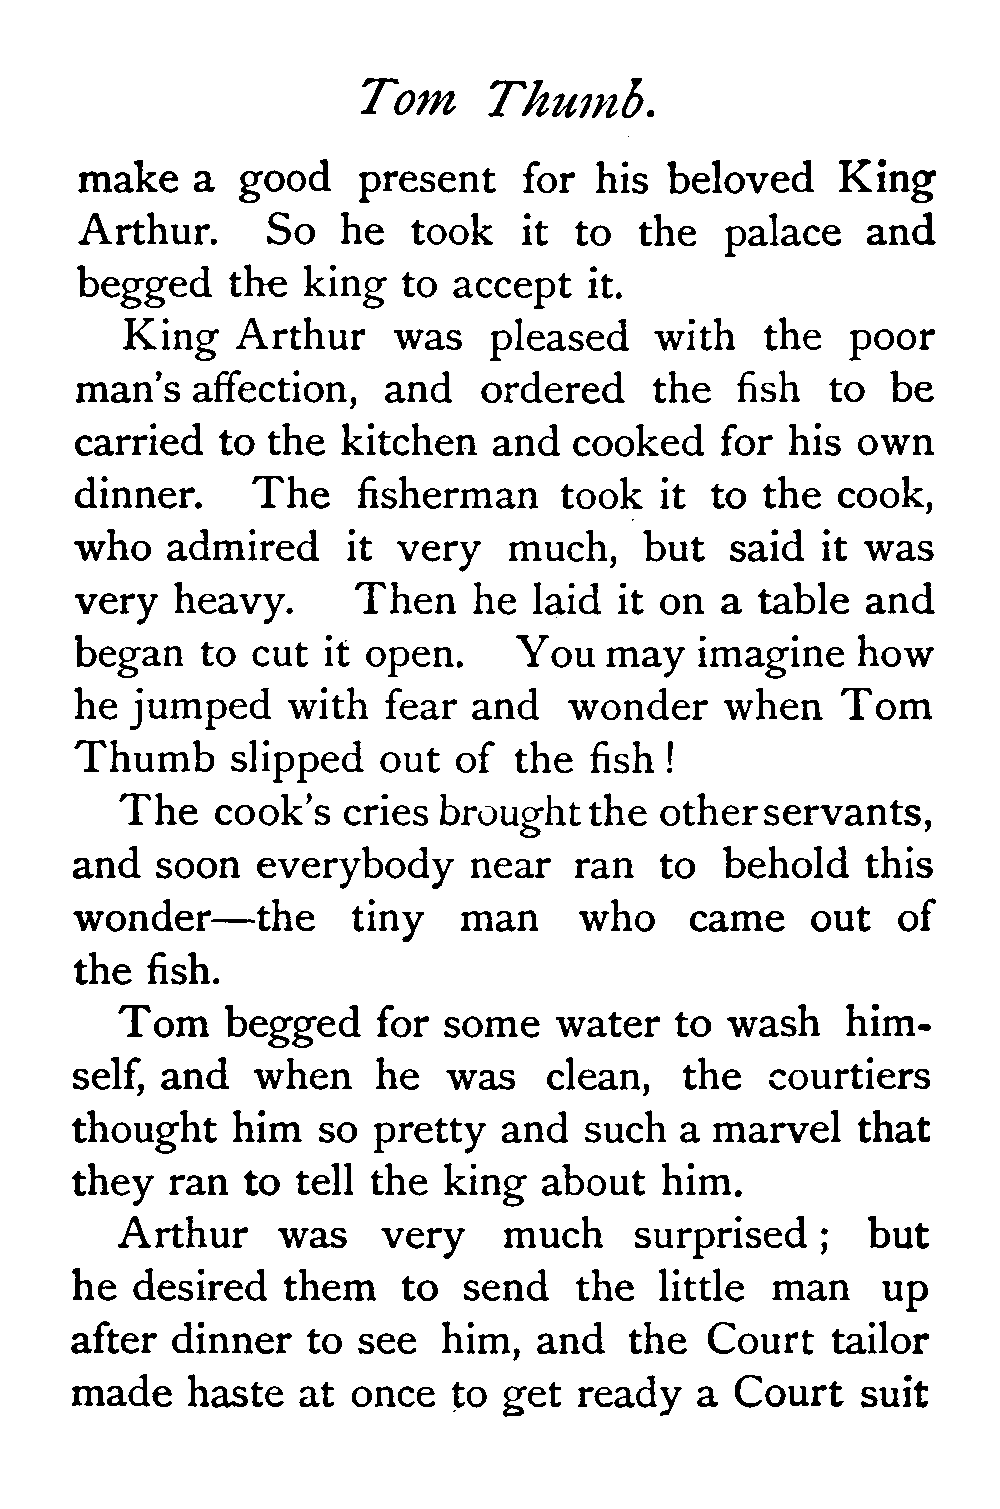 Tom Thumb.
make a good present for his beloved King
Arthur. So he took it to the palace and
begged the king to accept it.
King Arthur was pleased with the poor
man's affection, and ordered the fish to be
carried to the kitchen and cooked for his own
dinner. The fisherman took it to the cook,
who admired it very much, but said it was
very heavy. Then he laid it on a table and
began to cut it open. You may imagine how
he jumped with fear and wonder when Tom
Thumb slipped out of the fish!
The cook's cries brought the other servants,
and soon everybody near ran to behold this
wonder—the tiny man who came out of
the fish.
Tom begged for some water to wash him-
self, and when he was clean, the courtiers
thought him so pretty and such a marvel that
they ran to tell the king about him.
Arthur was very much surprised; but
he desired them to send the little man up
after dinner to see him, and the Court tailor
made haste at once to get ready a Court suit